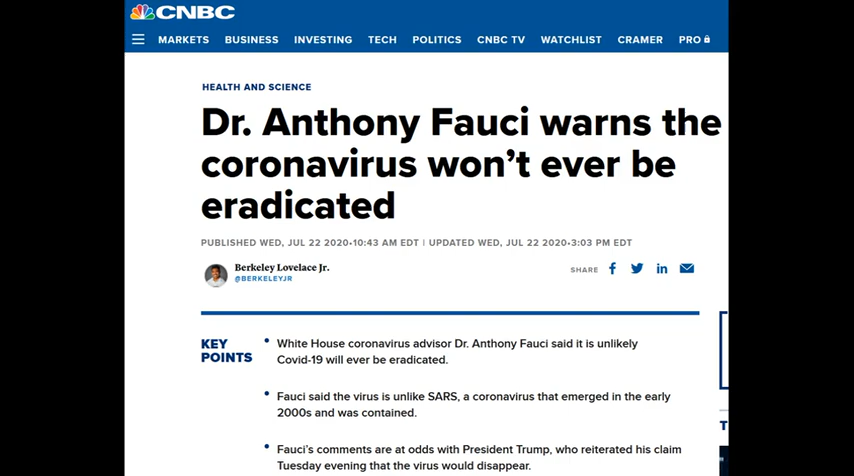 CNBC
MARKETS BUSINESS INVESTING TECH POLITICS CNBC TV WATCHLIST CRAMER PRO
HEALTH AND SCIENCE
Dr. Anthony Fauci warns the
coronavirus won’t ever be
eradicated
PUBLISHED WED, JUL 22 2020•10:43 AM EDT | UPDATED WED, JUL 22 2020•3:03 PM EDT
Berkeley Lovelace Jr.
@BERKELEYJR
SHARE
KEY
POINTS
• White House coronavirus advisor Dr. Anthony Fauci said it is unlikely
Covid-19 will ever be eradicated.
• Fauci said the virus is unlike SARS, a coronavirus that emerged in the early
2000s and was contained.
• Fauci’s comments are at odds with President Trump, who reiterated his claim
Tuesday evening that the virus would disappear.
T